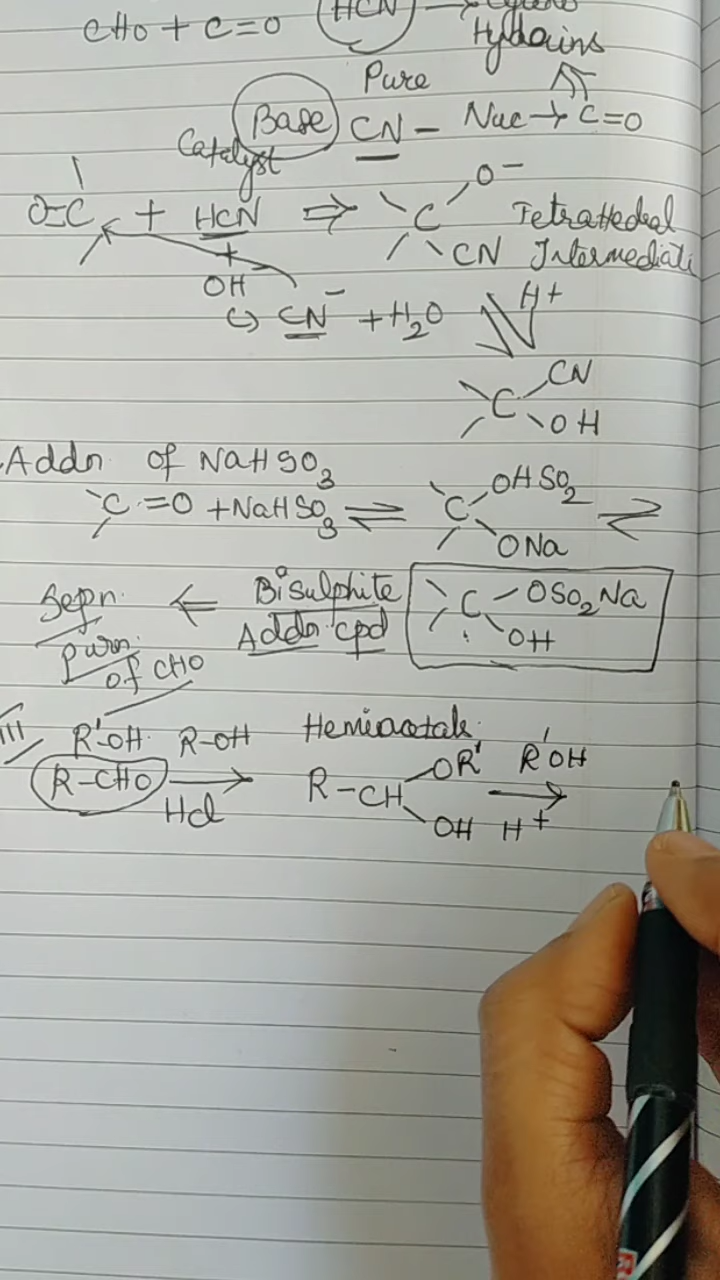 CHO + C=O HCN → Cyano
Hydrins
Pure
Base CN- Nuc → C=O
Catalyst
O=C + HCN ⇒ C O-
CN Tetrahedral
Intermediate
+
OH
↪ CN- + H2O H+
C CN
OH
Addn of NaHSO3
C=O + NaHSO3 ⇌ C OHSO2 ⇌
ONa
Sepn. ⇐ Bisulphite C - OSO2Na
Purn. Addn cpd OH
of CHO
III R'OH R-OH Hemiacetals
R-CHO → R-CH OR' R'OH →
HCl OH H+